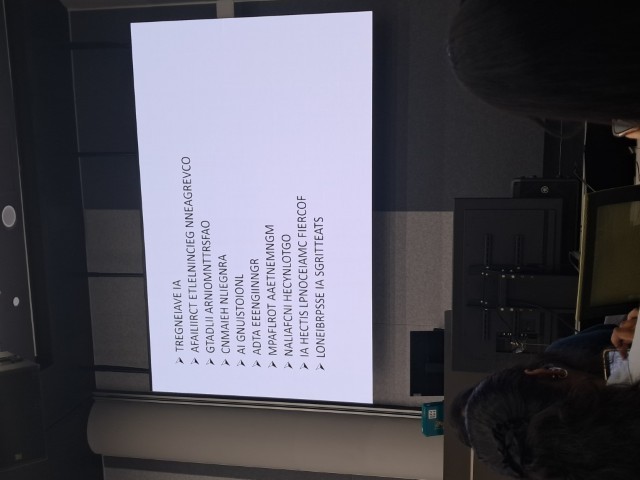 TREGNEIAVE IA
AFAILIIRCT ETLELNINCIEG NNEAGREVCO
GTADLII ARNIOMNTTRSFAO
CNMAIEH NLIEGNRA
AI GNUISTOIONL
ADTA EEENGIINNGR
MPAFLROT AAETNEMNGM
NALIAFCNI HECYNLOTGO
IA HECTIS LPNOCEIAMC FIERCOF
LONEIBRPSSE IA SGRITTEATS